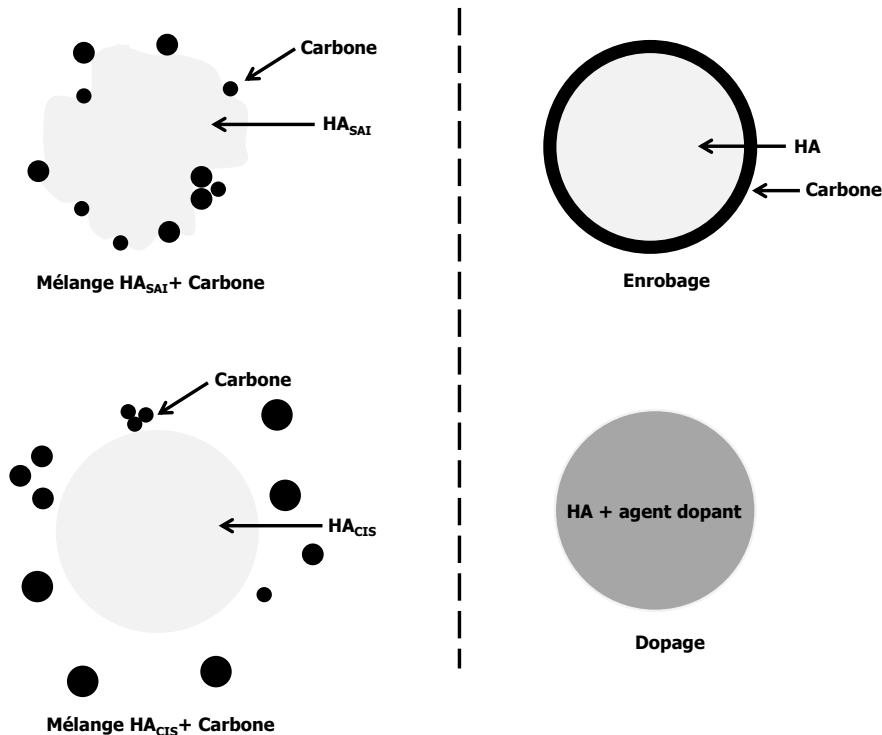 Carbone
HA_SAI
Mélange HA_SAI+ Carbone
Carbone
HA_CIS
Mélange HA_CIS+ Carbone
HA
Carbone
Enrobage
HA + agent dopant
Dopage